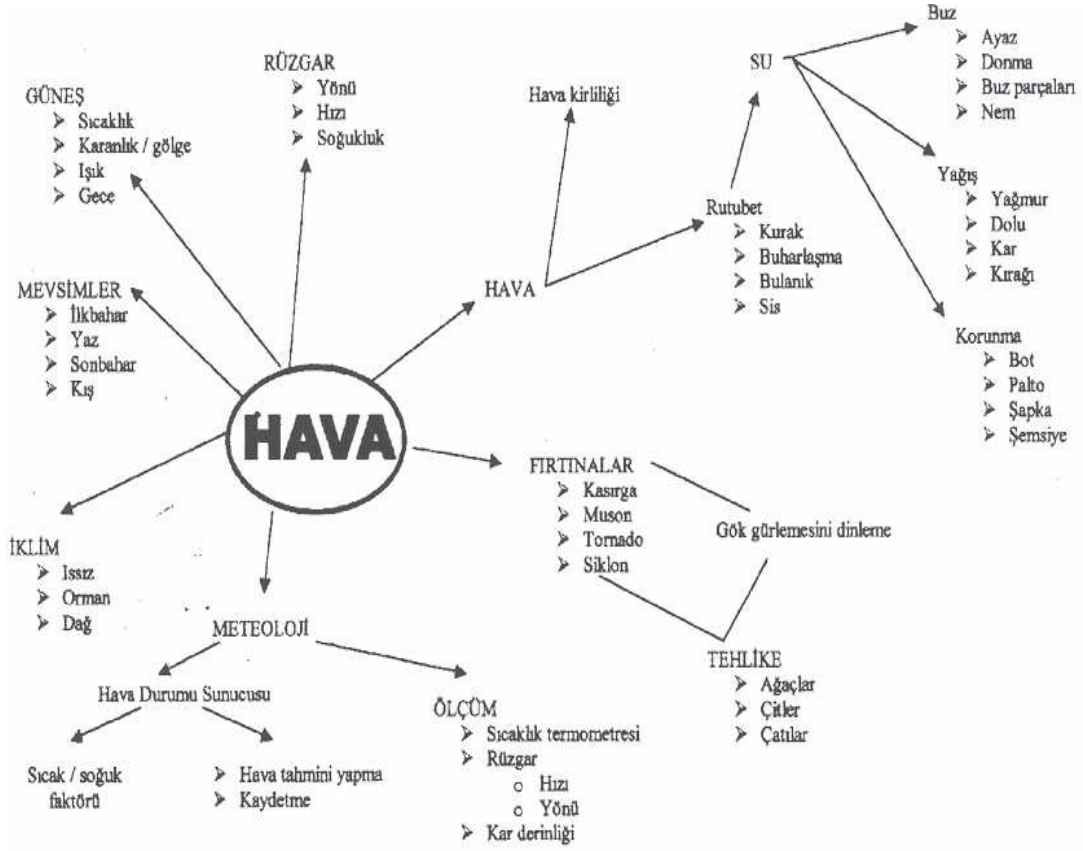 GÜNEŞ
Sıcaklık
Karanlık / gölge
Işık
Gece
RÜZGAR
Yönü
Hızı
Soğukluk
MEVSİMLER
İlkbahar
Yaz
Sonbahar
Kış
HAVA
HAVA
Hava kirliliği
Rutubet
Kurak
Buharlaşma
Bulanık
Sis
SU
Buz
Ayaz
Donma
Buz parçaları
Nem
Yağış
Yağmur
Dolu
Kar
Kırağı
Korunma
Bot
Palto
Şapka
Şemsiye
FIRTINALAR
Kasırga
Muson
Tornado
Siklon
Gök gürlemesini dinleme
TEHLİKE
Ağaçlar
Çitler
Çatılar
İKLİM
Issız
Orman
Dağ
METEOLOJİ
Hava Durumu Sunucusu
Sıcak / soğuk
faktörü
Hava tahmini yapma
Kaydetme
ÖLÇÜM
Sıcaklık termometresi
Rüzgar
Hızı
Yönü
Kar derinliği